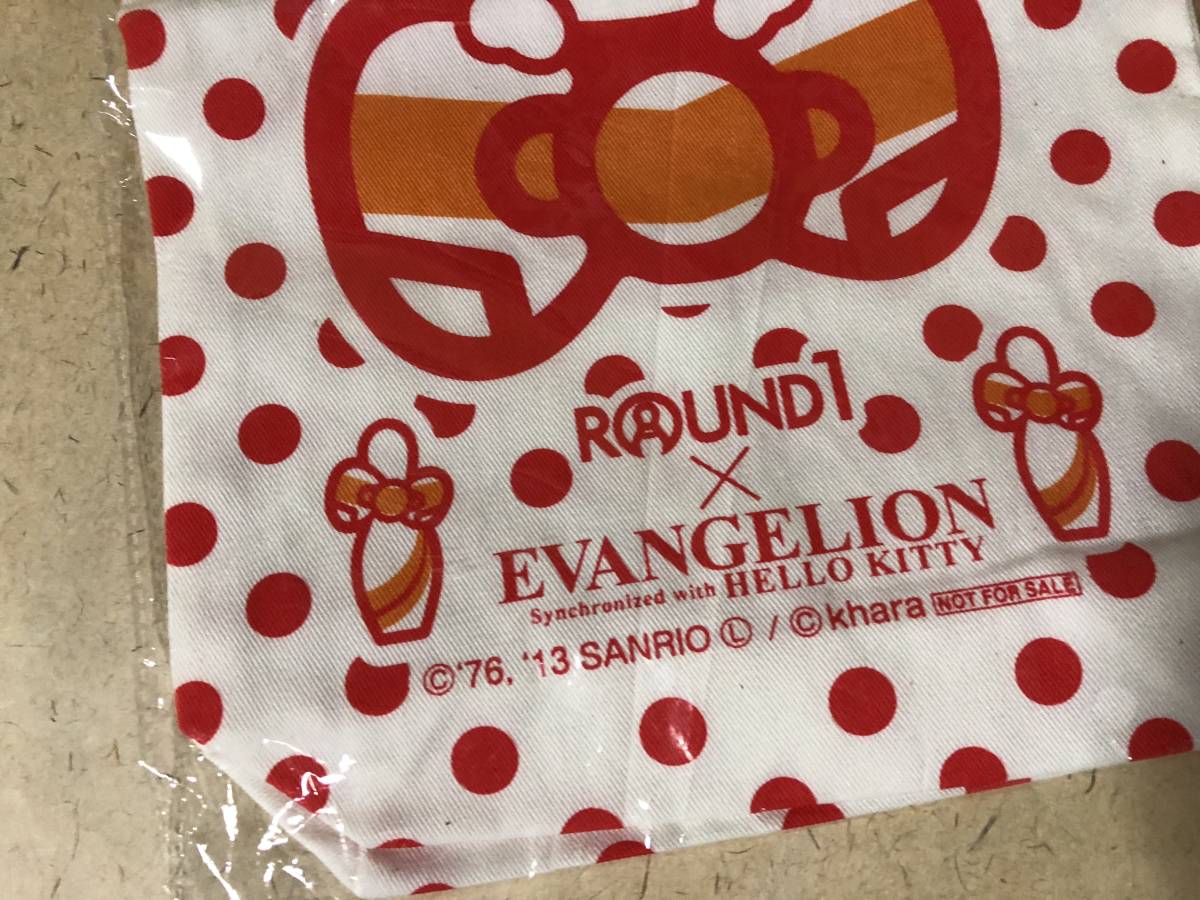 ROUND1
×
EVANGELION
Synchronized with HELLO KITTY
©'76, '13 SANRIO Ⓛ / ©khara NOT FOR SALE